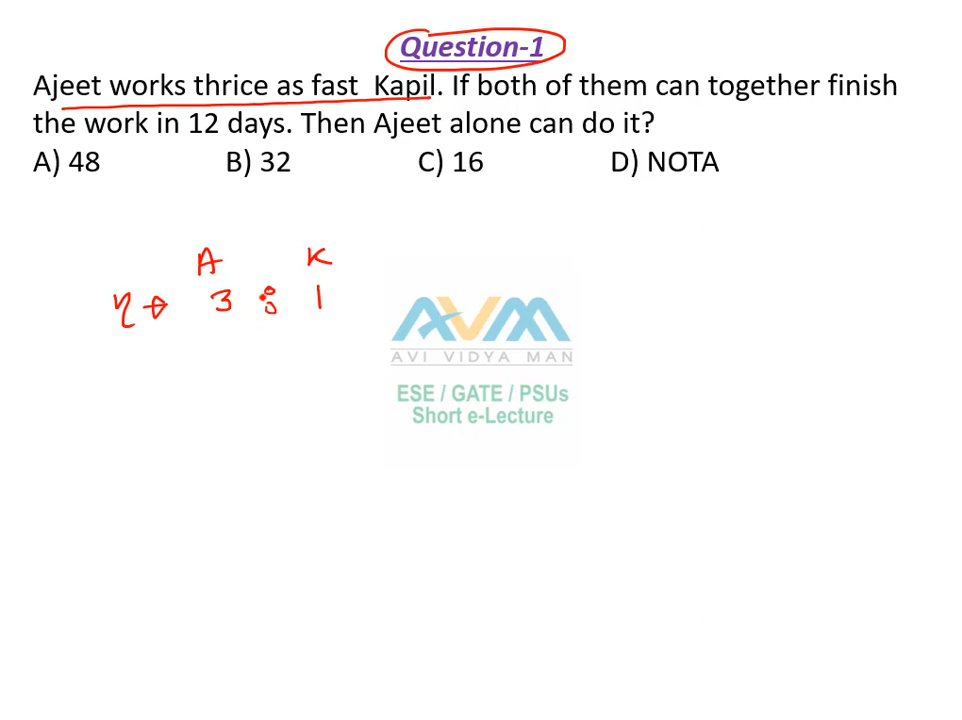 Question-1
Ajeet works thrice as fast Kapil. If both of them can together finish
the work in 12 days. Then Ajeet alone can do it?
A) 48 B) 32 C) 16 D) NOTA
A K
η → 3 : 1
AVM
AVI VIDYA MAN
ESE / GATE / PSUs
Short e-Lecture